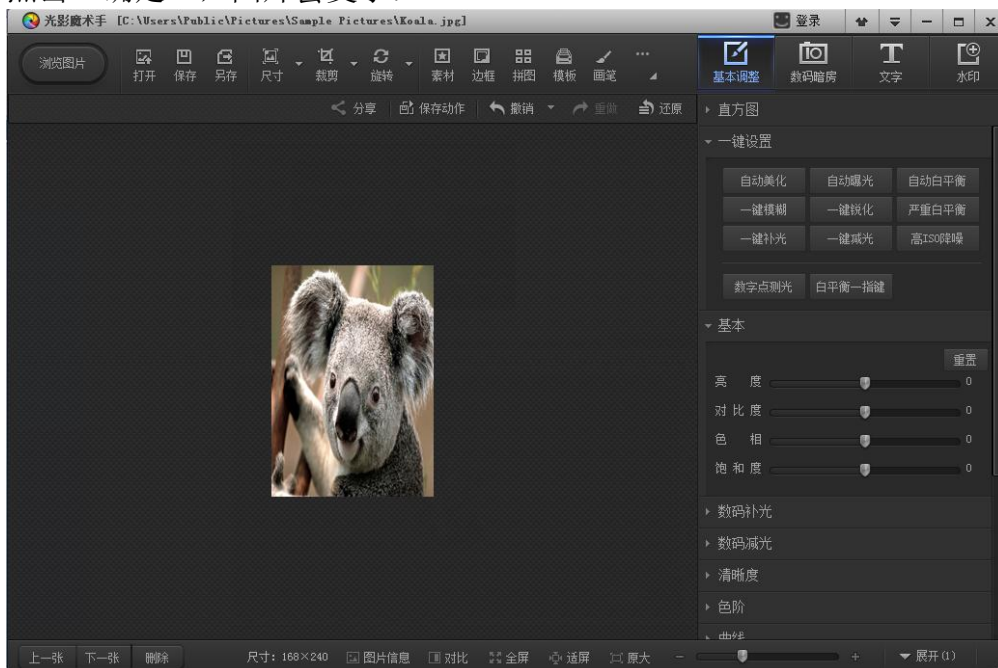 光影魔术手 [C:\Users\Public\Pictures\Sample Pictures\Koala.jpg] 登录
浏览图片 打开 保存 另存 尺寸 裁剪 旋转 素材 边框 拼图 模板 画笔 ···
基本调整 数码暗房 文字 水印
分享 保存动作 撤销 重做 还原
直方图
一键设置
自动美化 自动曝光 自动白平衡
一键模糊 一键锐化 严重白平衡
一键补光 一键减光 高ISO降噪
数字点测光 白平衡一指键
基本
重置
亮 度 0
对比度 0
色 相 0
饱和度 0
数码补光
数码减光
清晰度
色阶
曲线
上一张 下一张 删除 尺寸: 168×240 图片信息 对比 全屏 适屏 原大 - + 展开(1)